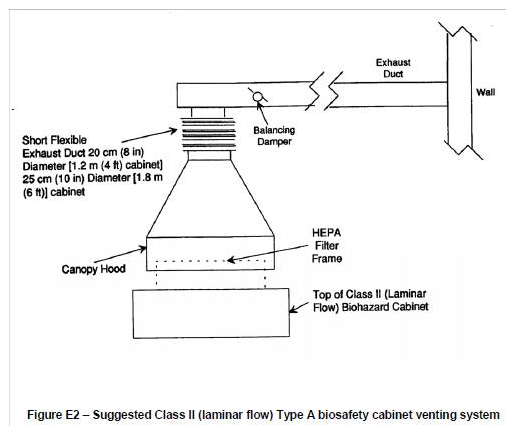 Exhaust
Duct
Wall
Balancing
Damper
Short Flexible
Exhaust Duct 20 cm (8 in)
Diameter [1.2 m (4 ft) cabinet]
25 cm (10 in) Diameter [1.8 m
(6 ft)] cabinet
HEPA
Filter
Frame
Canopy Hood
Top of Class II (Laminar
Flow) Biohazard Cabinet
Figure E2 – Suggested Class II (laminar flow) Type A biosafety cabinet venting system